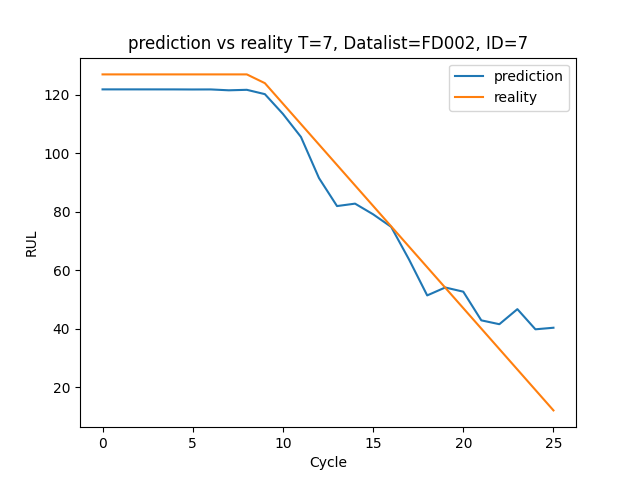 prediction vs reality T=7, Datalist=FD002, ID=7
prediction
reality
120
100
80
60
40
20
RUL
0 5 10 15 20 25
Cycle